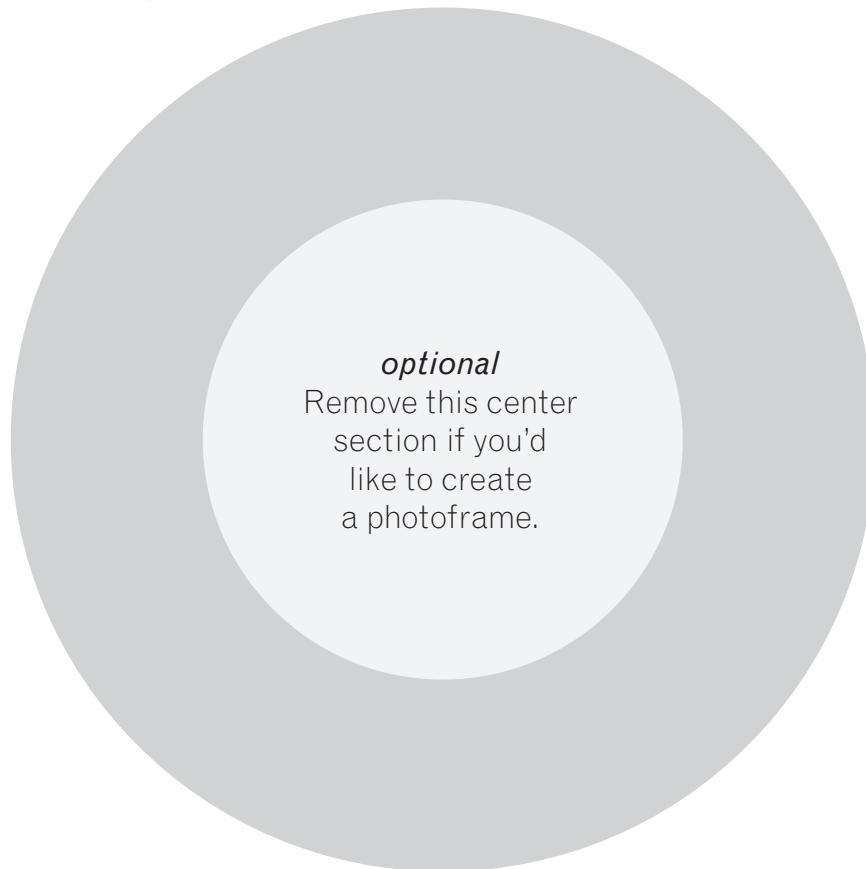 optional
Remove this center
section if you’d
like to create
a photoframe.